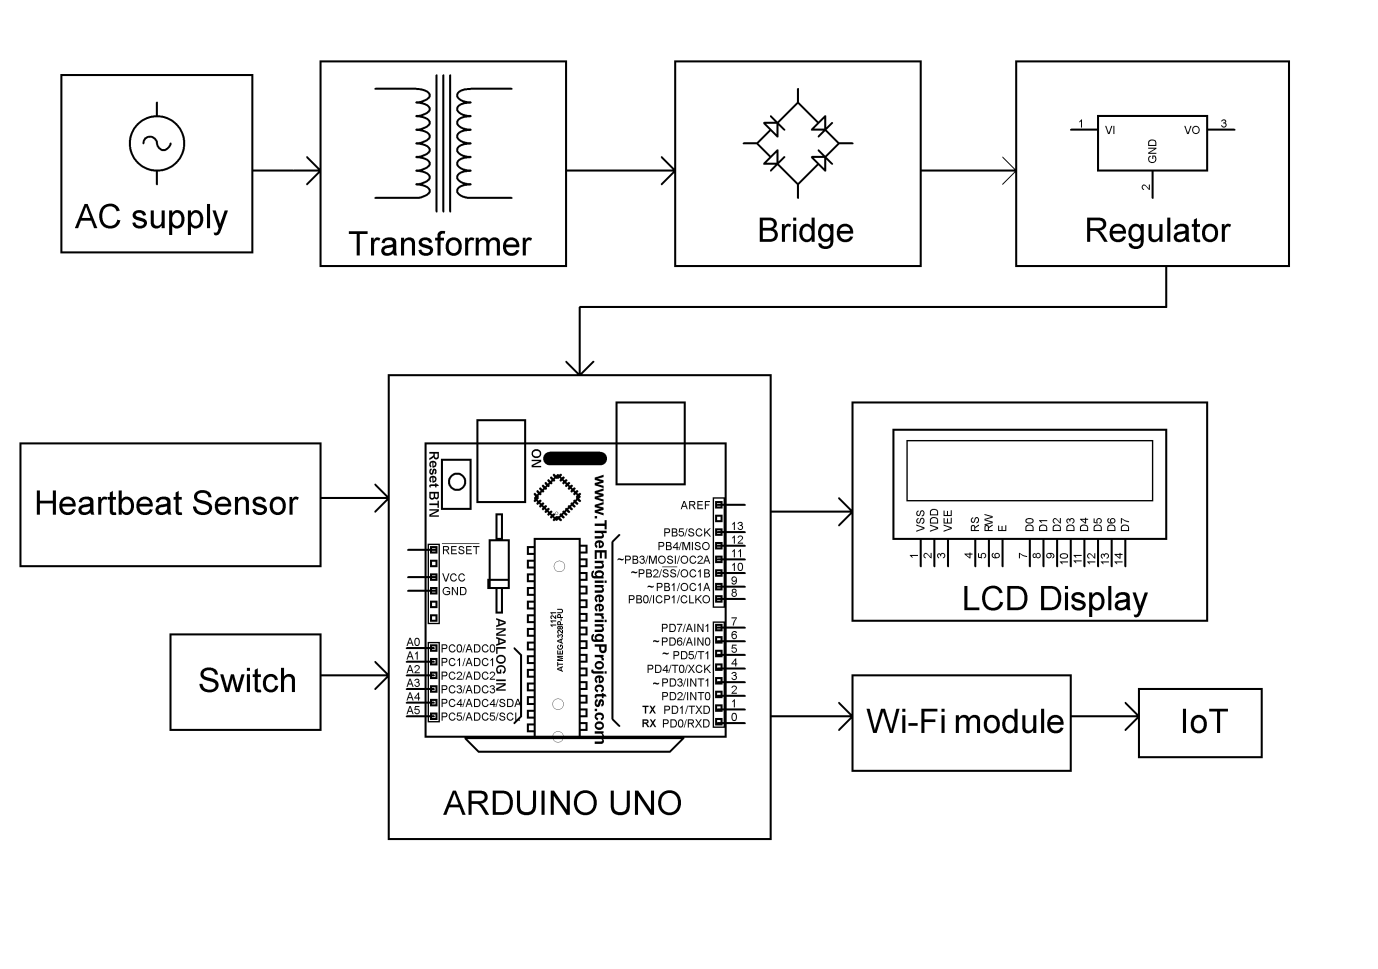 AC supply
Transformer
Bridge
1
VI
VO
3
GND
2
Regulator
Heartbeat Sensor
Switch
Reset BTN
ON
www.TheEngineeringProjects.com
RESET
VCC
GND
ANALOG IN
1121
ATMEGA328P-PU
A0 PC0/ADC0
A1 PC1/ADC1
A2 PC2/ADC2
A3 PC3/ADC3
A4 PC4/ADC4/SDA
A5 PC5/ADC5/SCL
AREF
PB5/SCK 13
PB4/MISO 12
~PB3/MOSI/OC2A 11
~PB2/SS/OC1B 10
~PB1/OC1A 9
PB0/ICP1/CLKO 8
PD7/AIN1 7
~PD6/AIN0 6
~PD5/T1 5
PD4/T0/XCK 4
~PD3/INT1 3
PD2/INT0 2
TX PD1/TXD 1
RX PD0/RXD 0
ARDUINO UNO
VSS VDD VEE RS RW E D0 D1 D2 D3 D4 D5 D6 D7
1 2 3 4 5 6 7 8 9 10 11 12 13 14
LCD Display
Wi-Fi module
IoT